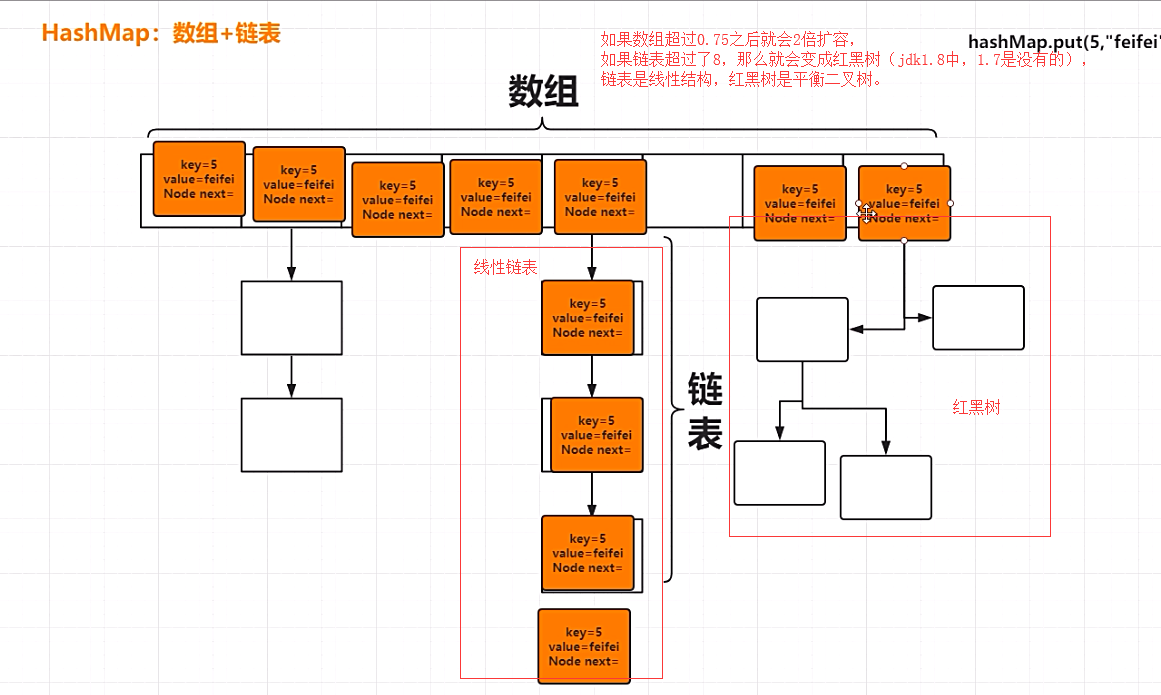 HashMap：数组+链表
如果数组超过0.75之后就会2倍扩容，
hashMap.put(5,"feifei"
如果链表超过了8，那么就会变成红黑树（jdk1.8中，1.7是没有的），
链表是线性结构，红黑树是平衡二叉树。
数组
key=5
value=feifei
Node next=
key=5
value=feifei
Node next=
key=5
value=feifei
Node next=
key=5
value=feifei
Node next=
key=5
value=feifei
Node next=
key=5
value=feifei
Node next=
key=5
value=feifei
Node next=
线性链表
key=5
value=feifei
Node next=
key=5
value=feifei
Node next=
key=5
value=feifei
Node next=
key=5
value=feifei
Node next=
链
表
红黑树